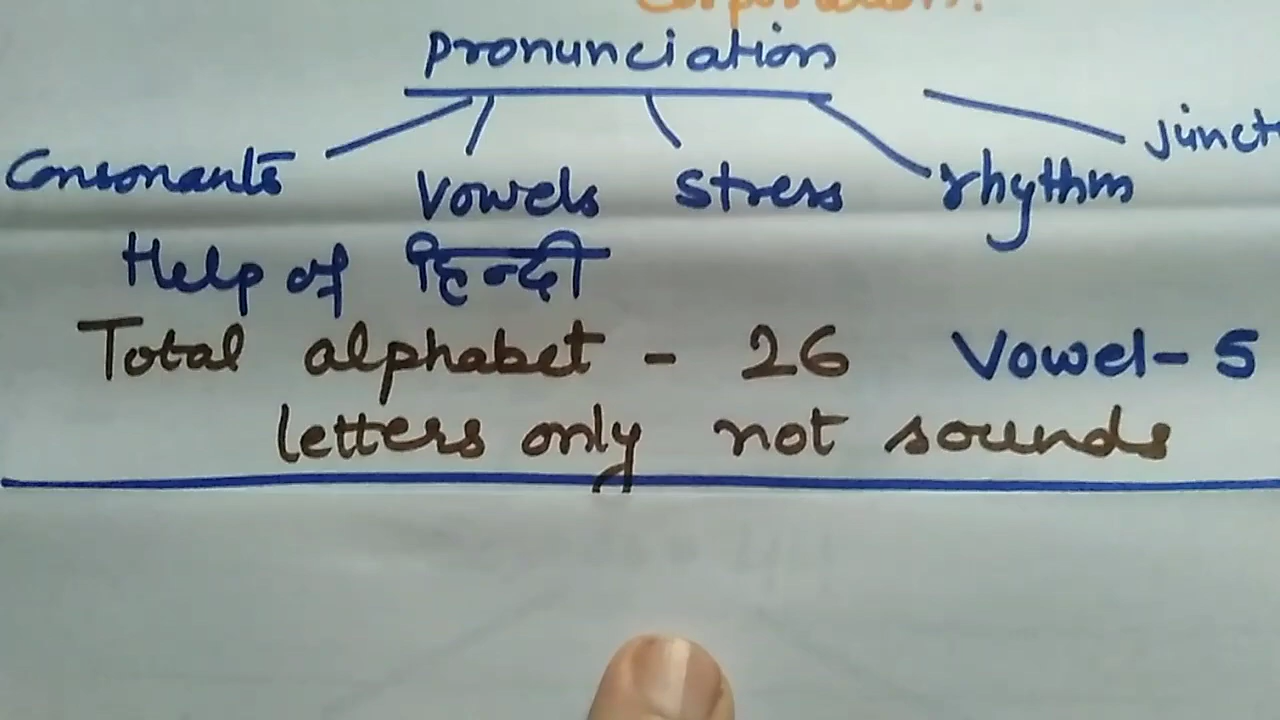 Pronunciation
Consonants Vowels Stress rhythm
Help of हिन्दी
Total alphabet - 26 Vowel- 5
letters only not sounds